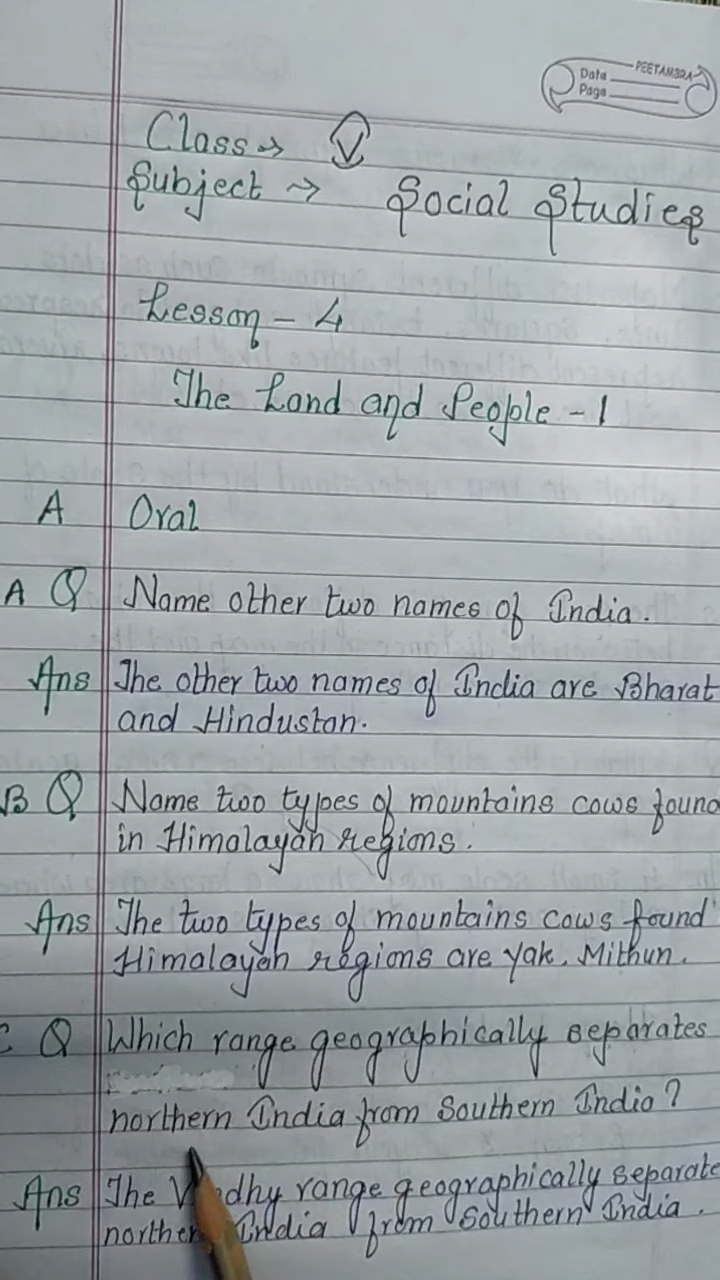 PEETAMBRA
Date
Page
Class → V
Subject → Social Studies
Lesson - 4
The Land and People - 1
A Oral
A Q Name other two names of India.
Ans The other two names of India are Bharat
and Hindustan.
B Q Name two types of mountains cows found
in Himalayan regions.
Ans The two types of mountains cows found
Himalayan regions are Yak, Mithun.
C Q Which range geographically separates
northern India from Southern India?
Ans The range geographically separate
northern India from Southern India.